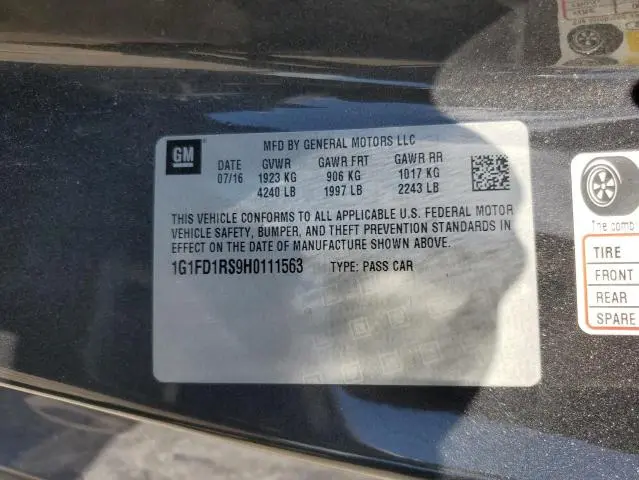 GM
MFD BY GENERAL MOTORS LLC
DATE GVWR GAWR FRT GAWR RR
07/16 1923 KG 906 KG 1017 KG
4240 LB 1997 LB 2243 LB
THIS VEHICLE CONFORMS TO ALL APPLICABLE U.S. FEDERAL MOTOR
VEHICLE SAFETY, BUMPER, AND THEFT PREVENTION STANDARDS IN
EFFECT ON THE DATE OF MANUFACTURE SHOWN ABOVE.
1G1FD1RS9H0111563 TYPE: PASS CAR
The comb
TIRE
FRONT
REAR
SPARE